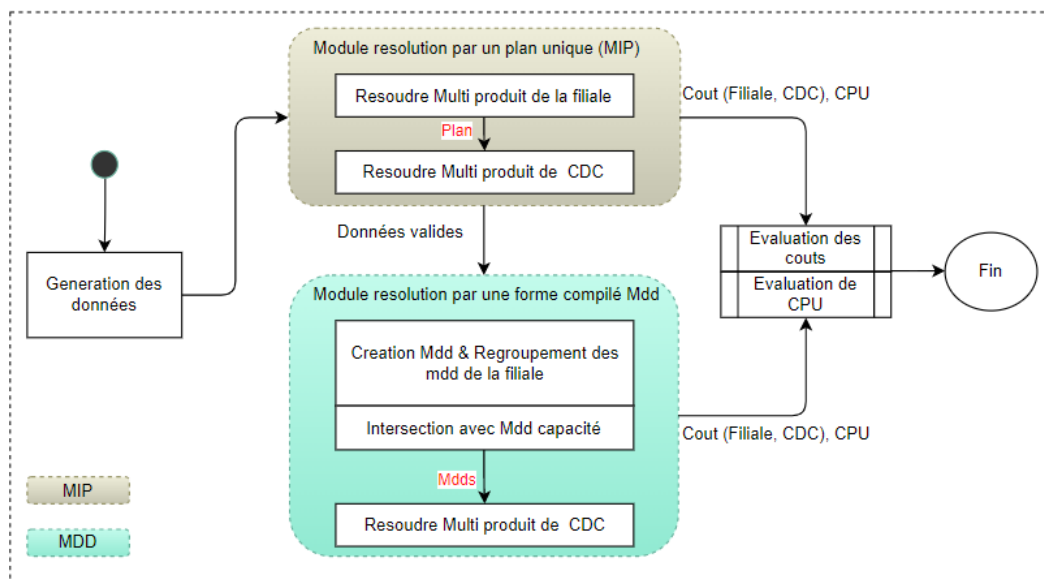 Module resolution par un plan unique (MIP)
Resoudre Multi produit de la filiale
Plan
Resoudre Multi produit de CDC
Cout (Filiale, CDC), CPU
Données valides
Generation des
données
Module resolution par une forme compilé Mdd
Creation Mdd & Regroupement des
mdd de la filiale
Intersection avec Mdd capacité
Mdds
Resoudre Multi produit de CDC
Cout (Filiale, CDC), CPU
Evaluation des
couts
Evaluation de
CPU
Fin
MIP
MDD